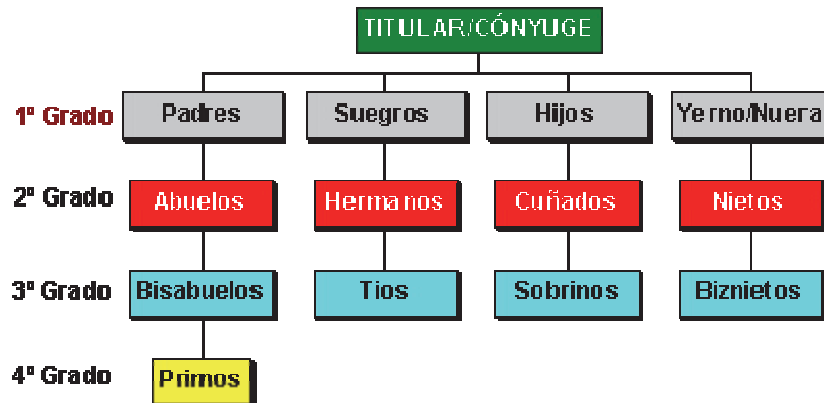 TITULAR/CÓNYUGE
1º Grado Padres Suegros Hijos Yerno/Nuera
2º Grado Abuelos Hermanos Cuñados Nietos
3º Grado Bisabuelos Tios Sobrinos Biznietos
4º Grado Primos